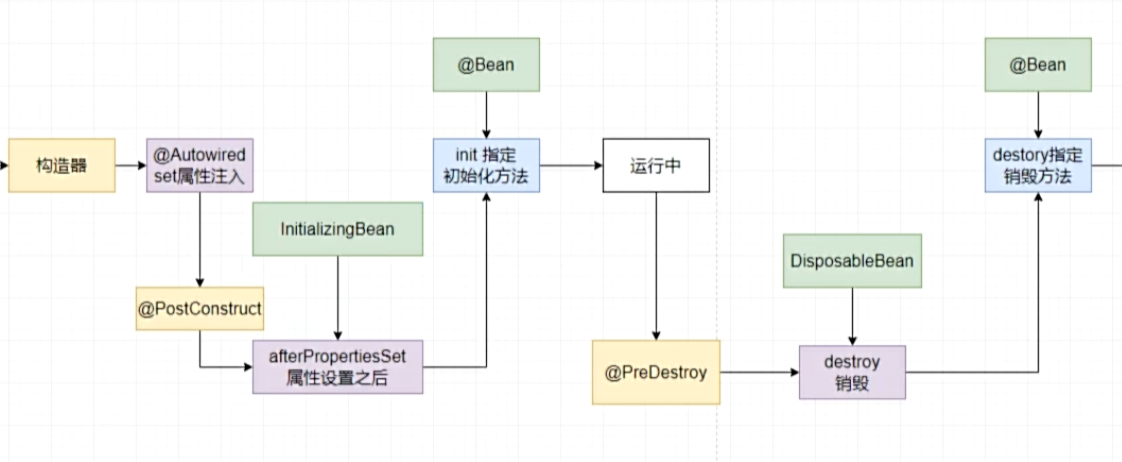 @Bean
@Bean
构造器
@Autowired
set属性注入
init 指定
初始化方法
运行中
destory指定
销毁方法
InitializingBean
DisposableBean
@PostConstruct
afterPropertiesSet
属性设置之后
@PreDestroy
destroy
销毁